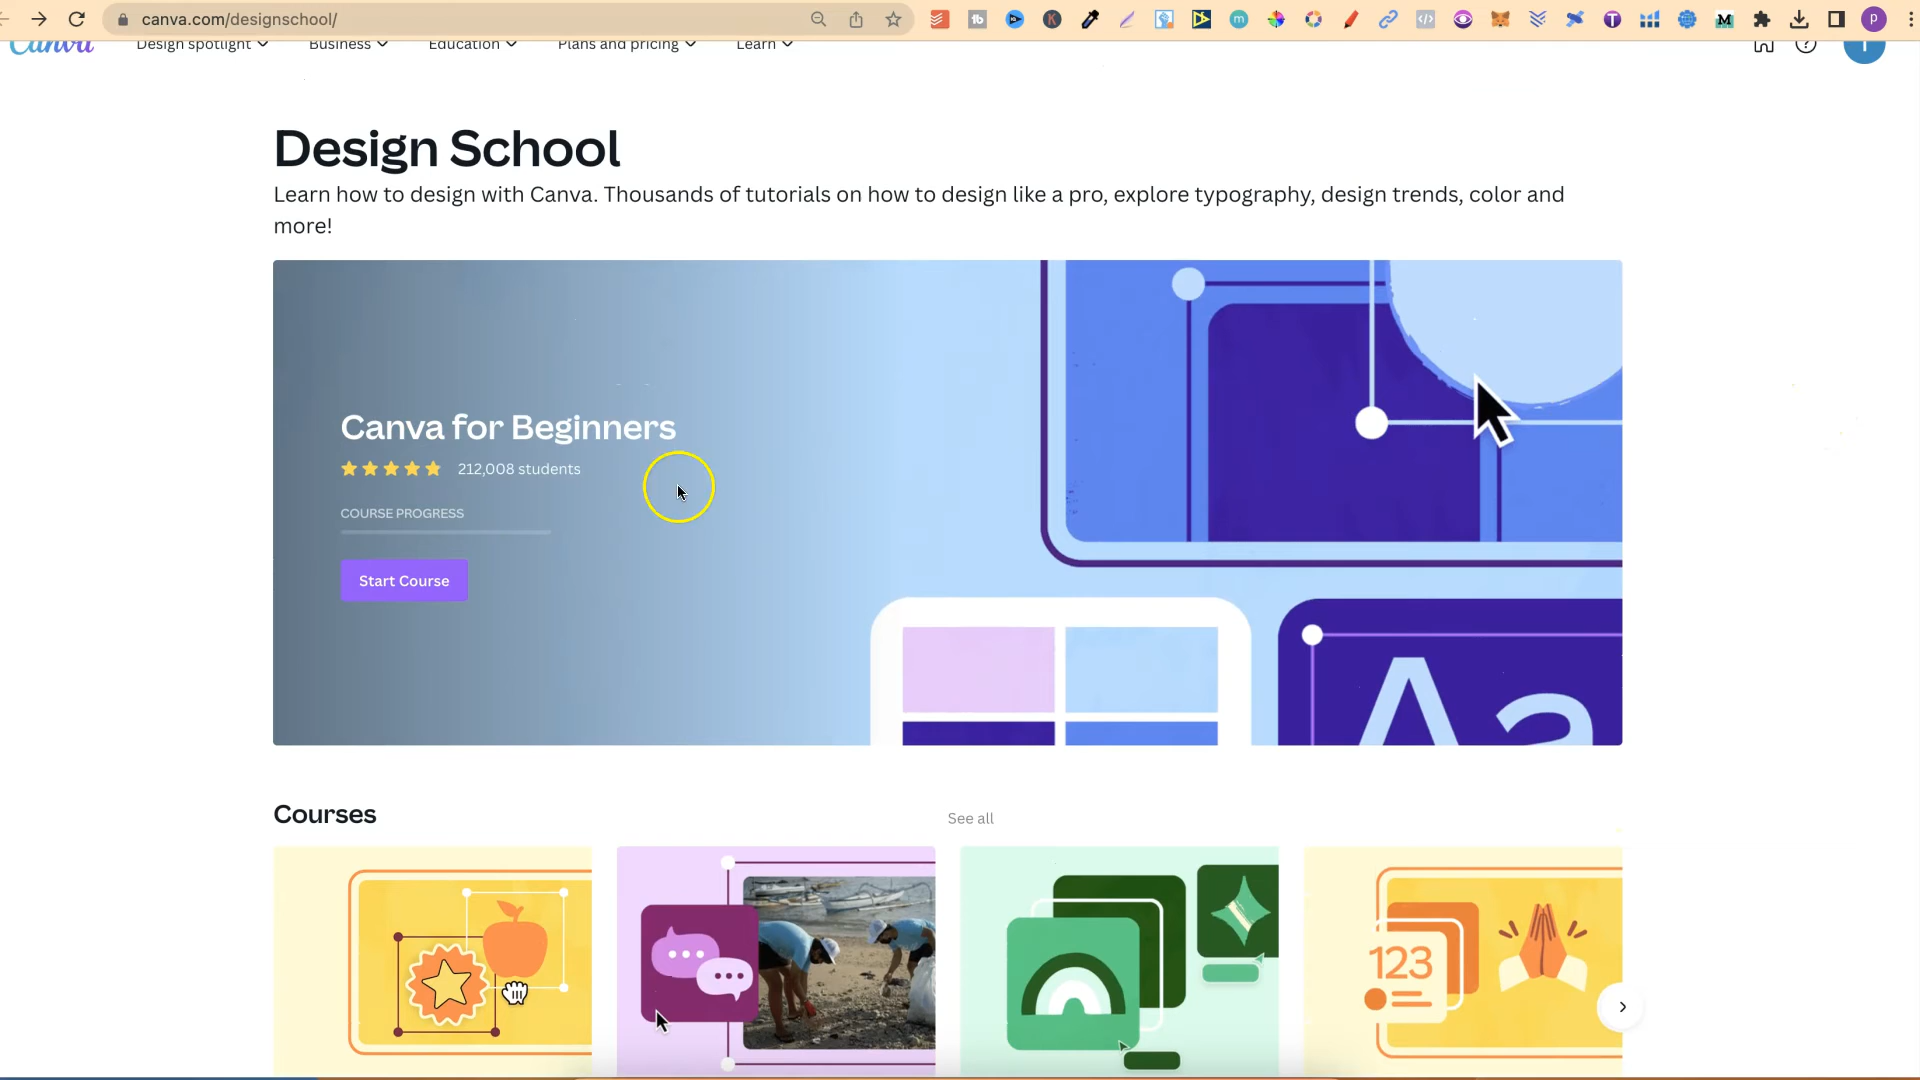 canva.com/designschool/
Canva
Design spotlight
Business
Education
Plans and pricing
Learn
Design School
Learn how to design with Canva. Thousands of tutorials on how to design like a pro, explore typography, design trends, color and
more!
Canva for Beginners
212,008 students
COURSE PROGRESS
Start Course
Aa
Courses
See all
123